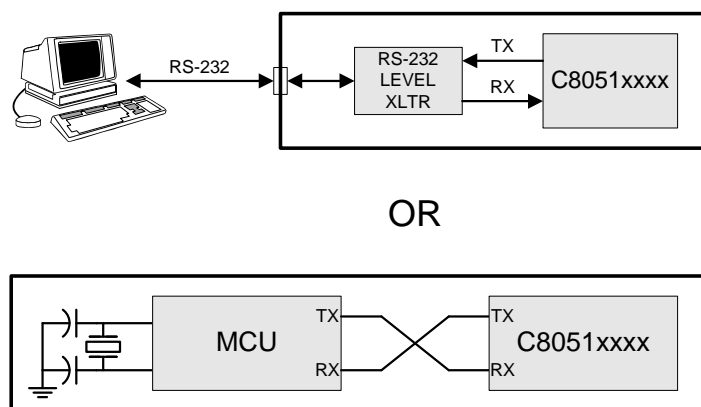 RS-232
RS-232
LEVEL
XLTR
TX
RX
C8051xxxx
OR
MCU
TX
RX
TX
RX
C8051xxxx